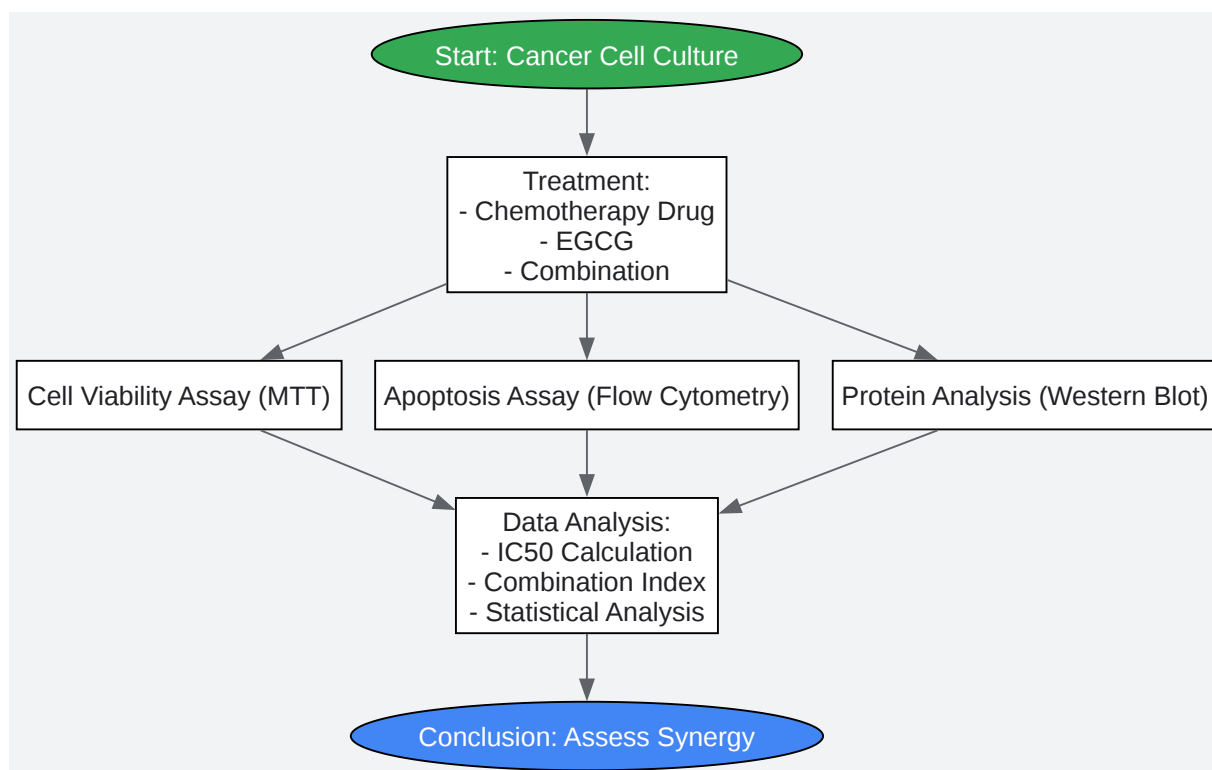 Start: Cancer Cell Culture
Treatment:
- Chemotherapy Drug
- EGCG
- Combination
Cell Viability Assay (MTT)
Apoptosis Assay (Flow Cytometry)
Protein Analysis (Western Blot)
Data Analysis:
- IC50 Calculation
- Combination Index
- Statistical Analysis
Conclusion: Assess Synergy